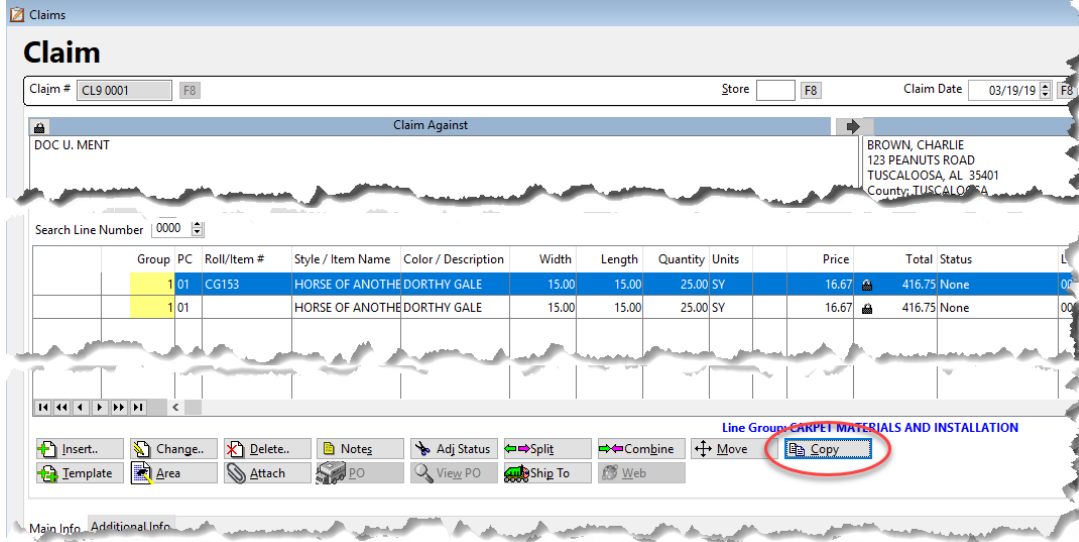 Claims
Claim
Claim # CL9 0001 F8 Store F8 Claim Date 03/19/19 F8
Claim Against
DOC U. MENT
BROWN, CHARLIE
123 PEANUTS ROAD
TUSCALOOSA, AL 35401
County: TUSCALOOSA
Search Line Number 0000
Group PC Roll/Item # Style / Item Name Color / Description Width Length Quantity Units Price Total Status L
1 01 CG153 HORSE OF ANOTHE DORTHY GALE 15.00 15.00 25.00 SY 16.67 416.75 None 00
1 01 HORSE OF ANOTHE DORTHY GALE 15.00 15.00 25.00 SY 16.67 416.75 None 00
Line Group: CARPET MATERIALS AND INSTALLATION
Insert.. Change.. Delete.. Notes Adj Status Split Combine Move Copy
Template Area Attach PO View PO Ship To Web
Main Info Additional Info